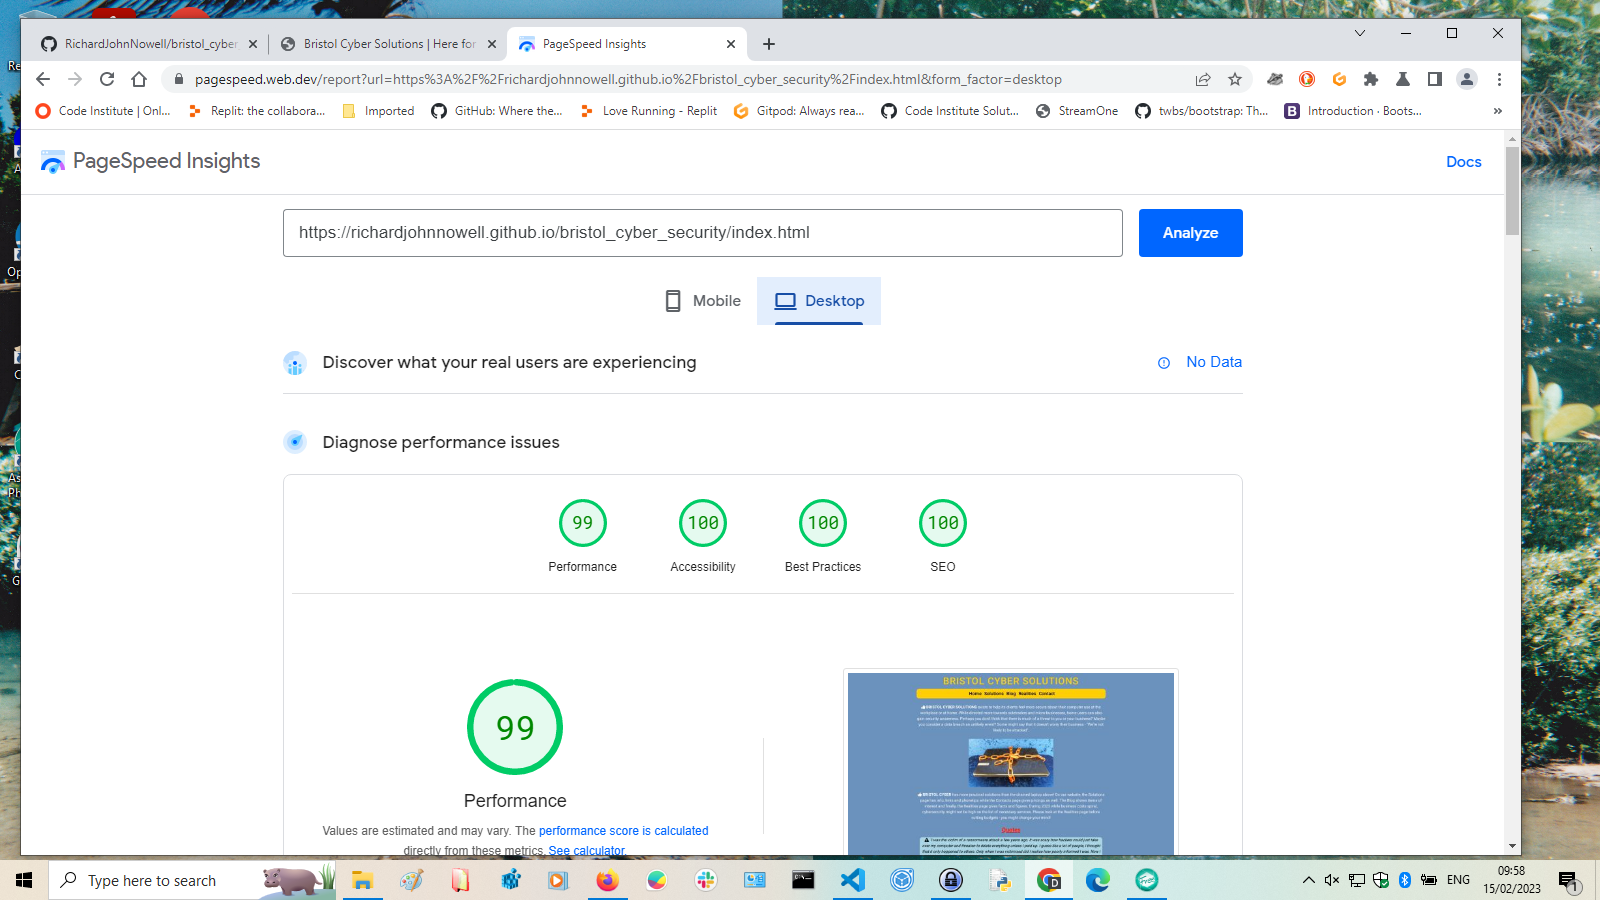 RichardJohnNowell/bristol_cyber
Bristol Cyber Solutions | Here for
PageSpeed Insights
pagespeed.web.dev/report?url=https%3A%2F%2Frichardjohnnowell.github.io%2Fbristol_cyber_security%2Findex.html&form_factor=desktop
Code Institute | Onl...
Replit: the collabora...
Imported
GitHub: Where the...
Love Running - Replit
Gitpod: Always rea...
Code Institute Solut...
StreamOne
twbs/bootstrap: Th...
Introduction · Boots...
PageSpeed Insights
Docs
https://richardjohnnowell.github.io/bristol_cyber_security/index.html
Analyze
Mobile
Desktop
Discover what your real users are experiencing
No Data
Diagnose performance issues
99
100
100
100
Performance
Accessibility
Best Practices
SEO
99
Performance
Values are estimated and may vary. The performance score is calculated
directly from these metrics. See calculator.
BRISTOL CYBER SOLUTIONS
Home Solutions Blog Realities Contact
Quotes
Type here to search
ENG
09:58
15/02/2023
1